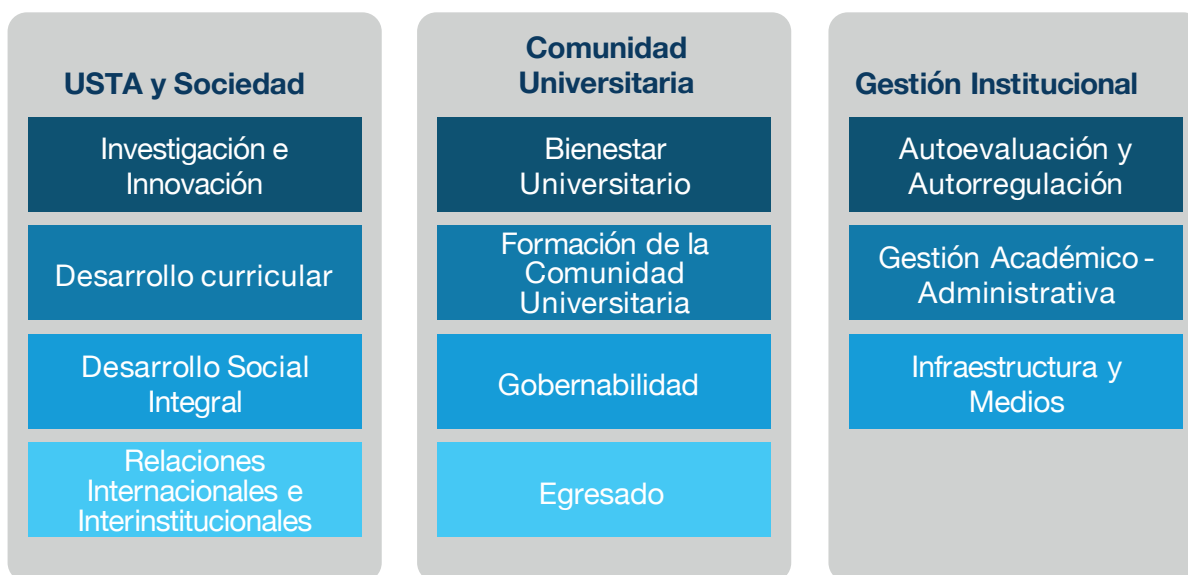 USTA y Sociedad
Investigación e
Innovación
Desarrollo curricular
Desarrollo Social
Integral
Relaciones
Internacionales e
Interinstitucionales
Comunidad
Universitaria
Bienestar
Universitario
Formación de la
Comunidad
Universitaria
Gobernabilidad
Egresado
Gestión Institucional
Autoevaluación y
Autorregulación
Gestión Académico -
Administrativa
Infraestructura y
Medios